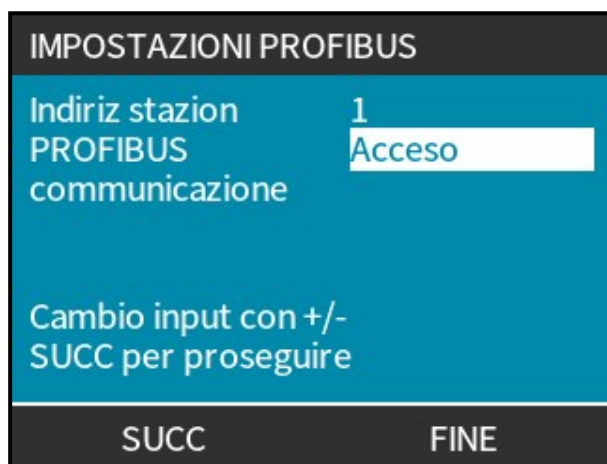 IMPOSTAZIONI PROFIBUS
Indiriz stazion 1
PROFIBUS Acceso
communicazione
Cambio input con +/-
SUCC per proseguire
SUCC FINE